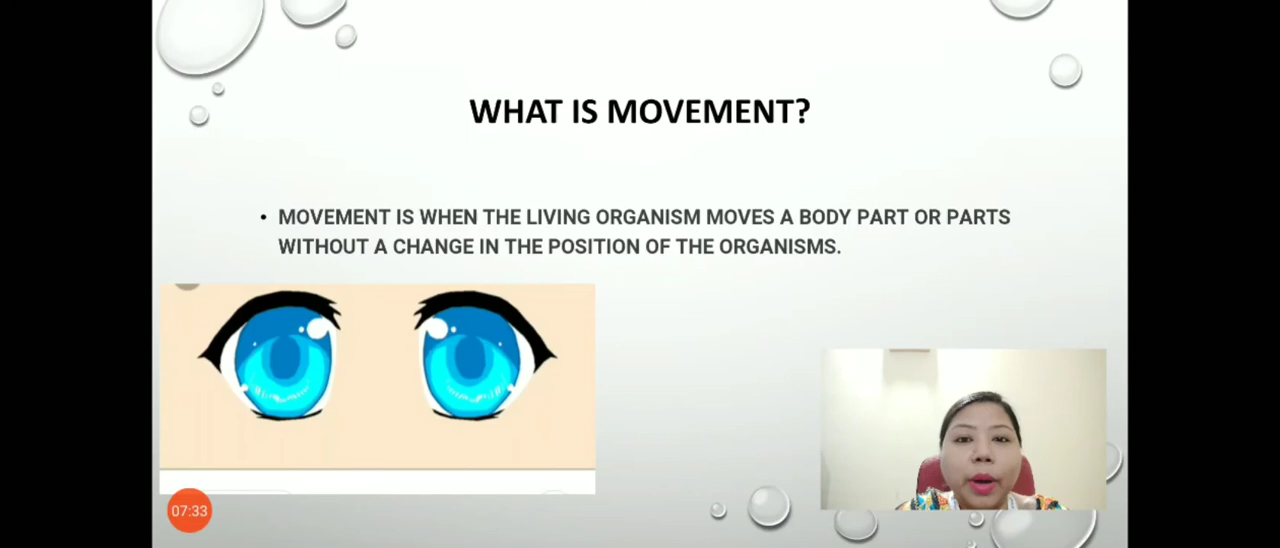 WHAT IS MOVEMENT?
• MOVEMENT IS WHEN THE LIVING ORGANISM MOVES A BODY PART OR PARTS
WITHOUT A CHANGE IN THE POSITION OF THE ORGANISMS.
07:33